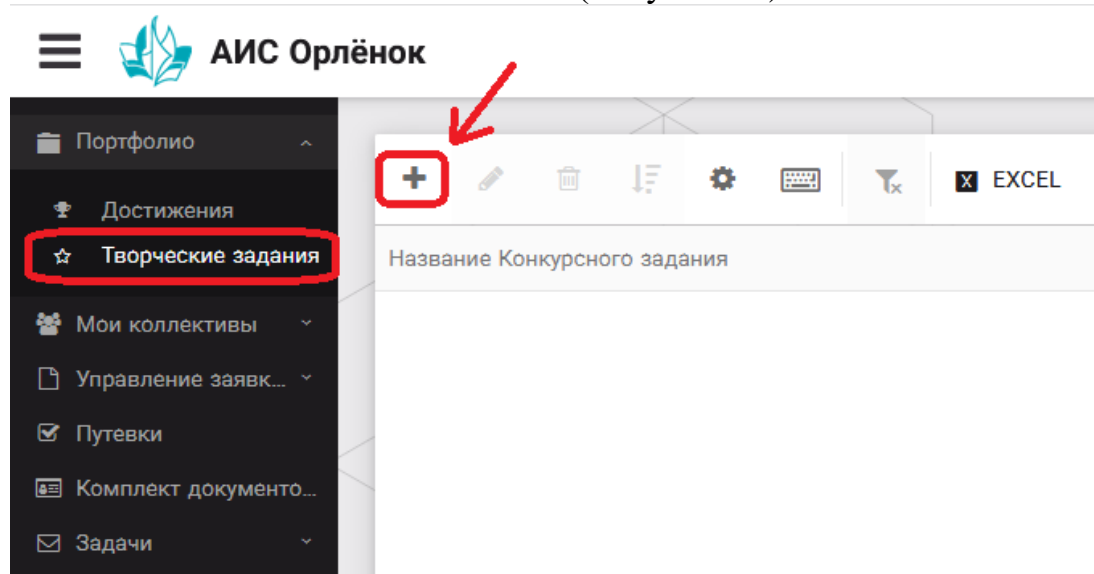 АИС Орлёнок
Портфолио
Достижения
Творческие задания
Мои коллективы
Управление заявк...
Путевки
Комплект документо...
Задачи
X EXCEL
Название Конкурсного задания